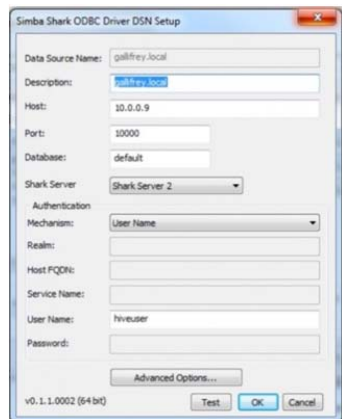 Simba Shark ODBC Driver DSN Setup
Data Source Name: gallifrey.local
Description: gallifrey.local
Host: 10.0.0.9
Port: 10000
Database: default
Shark Server Shark Server 2
Authentication
Mechanism: User Name
Realm:
Host FQDN:
Service Name:
User Name: hiveuser
Password:
Advanced Options...
v0.1.1.0002 (64 bit) Test OK Cancel